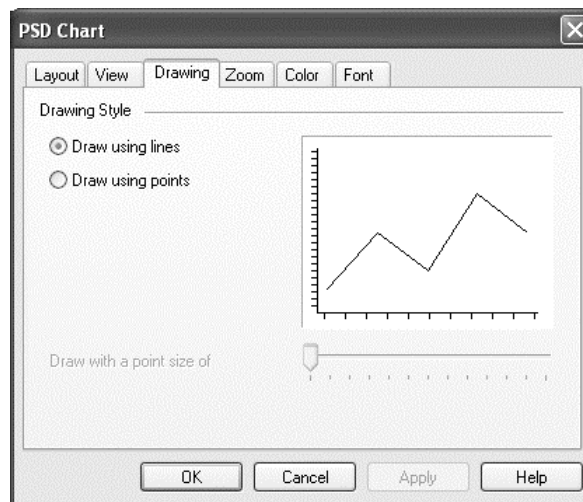 PSD Chart
Layout View Drawing Zoom Color Font
Drawing Style
Draw using lines
Draw using points
Draw with a point size of
OK Cancel Apply Help